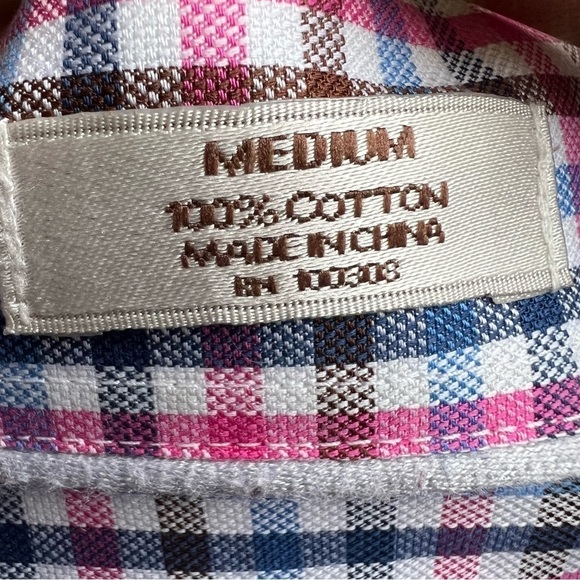 MEDIUM
100% COTTON
MADE IN CHINA
RN 100308